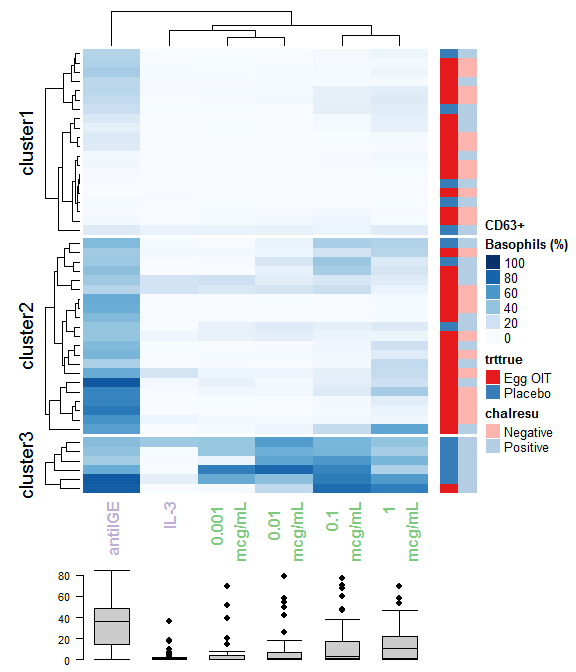 cluster1
cluster2
cluster3
CD63+
Basophils (%)
100
80
60
40
20
0
trttrue
Egg OIT
Placebo
chalresu
Negative
Positive
antiIGE
IL-3
0.001
mcg/mL
0.01
mcg/mL
0.1
mcg/mL
1
mcg/mL
80
60
40
20
0